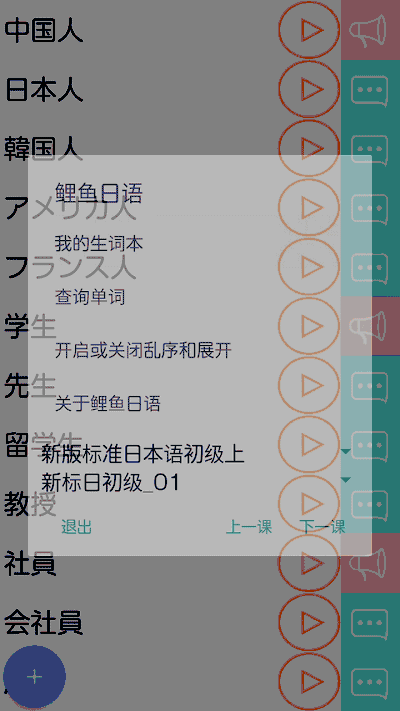 中国人
日本人
韓国人
アメリカ人
フランス人
学生
先生
留学生
教授
社員
会社員
鲤鱼日语
我的生词本
查询单词
开启或关闭乱序和展开
关于鲤鱼日语
新版标准日本语初级上
新标日初级_01
退出 上一课 下一课
+